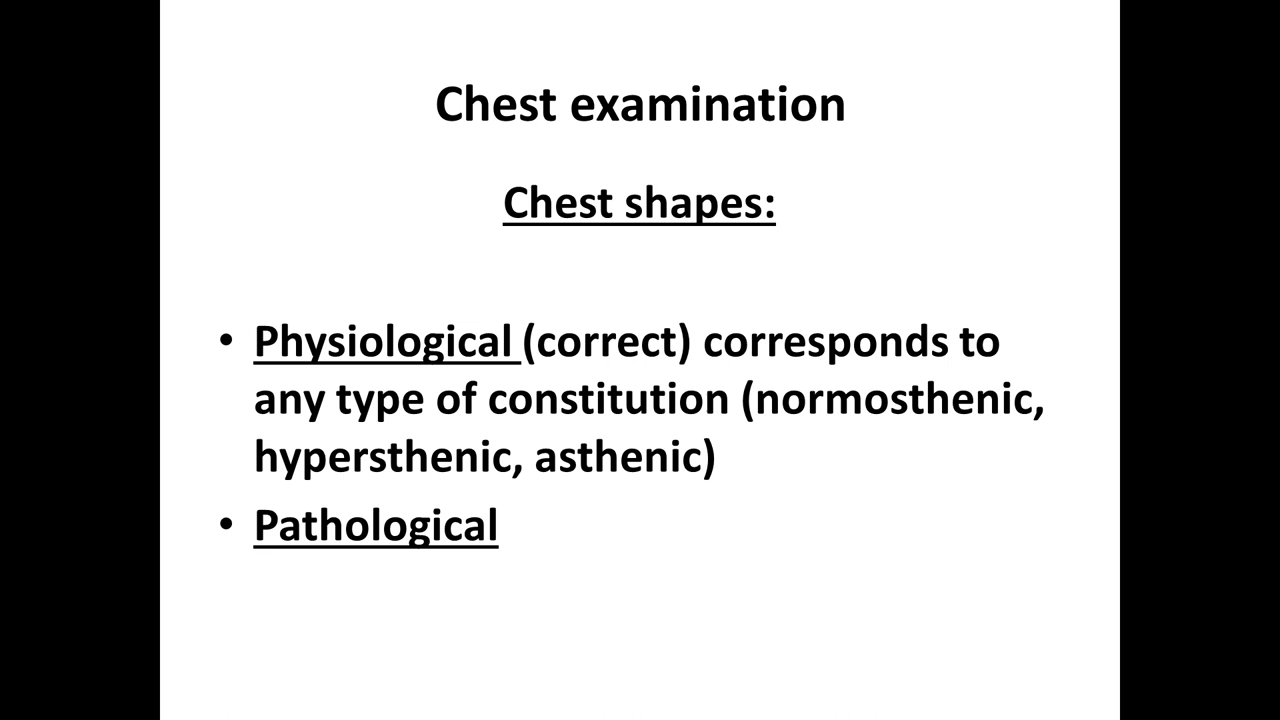 Chest examination
Chest shapes:
• Physiological (correct) corresponds to
any type of constitution (normosthenic,
hypersthenic, asthenic)
• Pathological